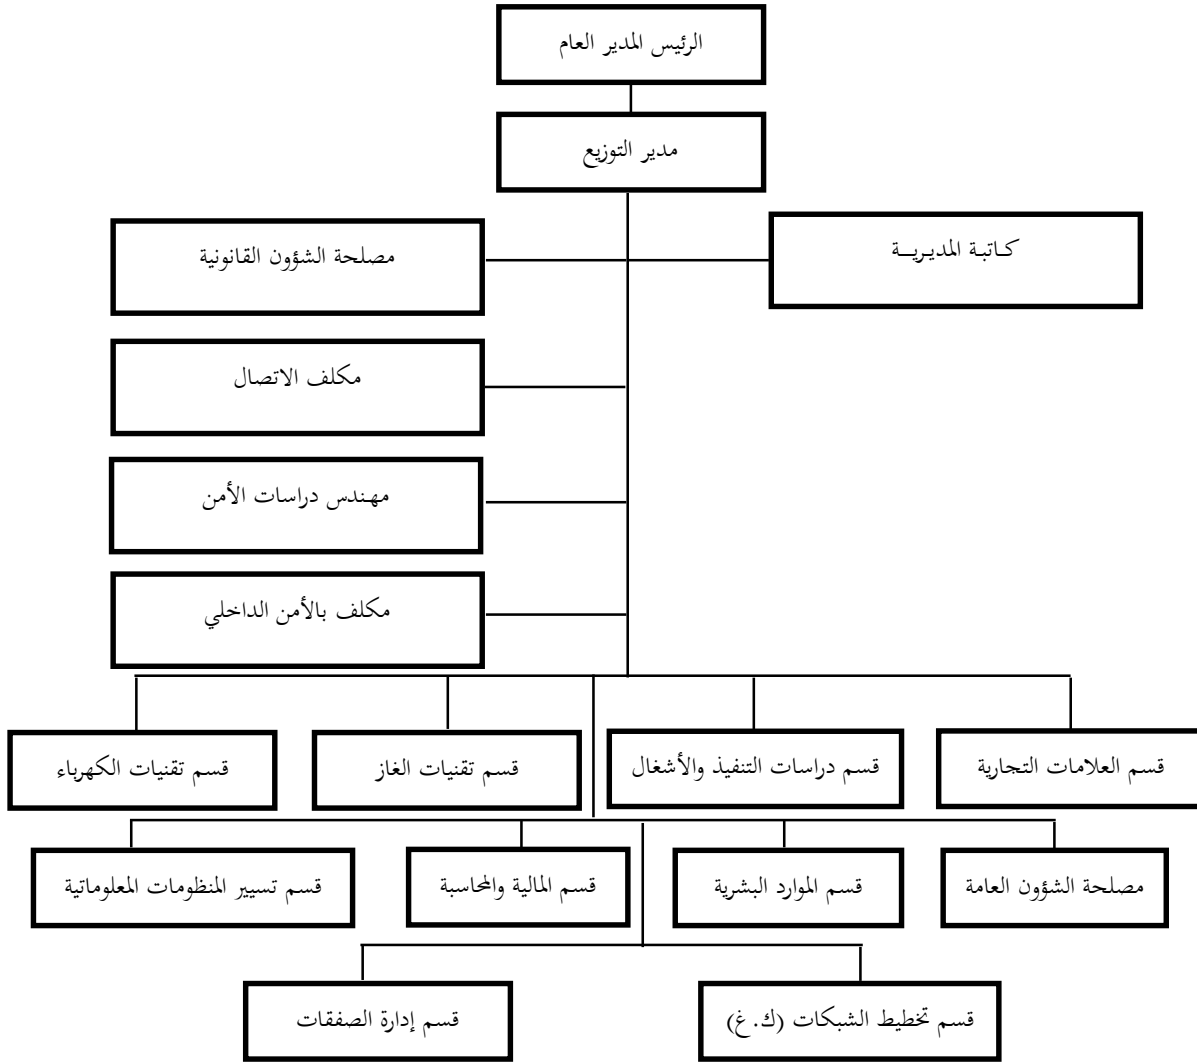 الرئيس المدير العام
مدير التوزيع
كاتبة المديرية
مصلحة الشؤون القانونية
مكلف الاتصال
مهندس دراسات الأمن
مكلف بالأمن الداخلي
قسم العلامات التجارية
قسم دراسات التنفيذ والأشغال
قسم تقنيات الغاز
قسم تقنيات الكهرباء
مصلحة الشؤون العامة
قسم الموارد البشرية
قسم المالية والمحاسبة
قسم تسيير المنظومات المعلوماتية
قسم تخطيط الشبكات (ك.غ)
قسم إدارة الصفقات